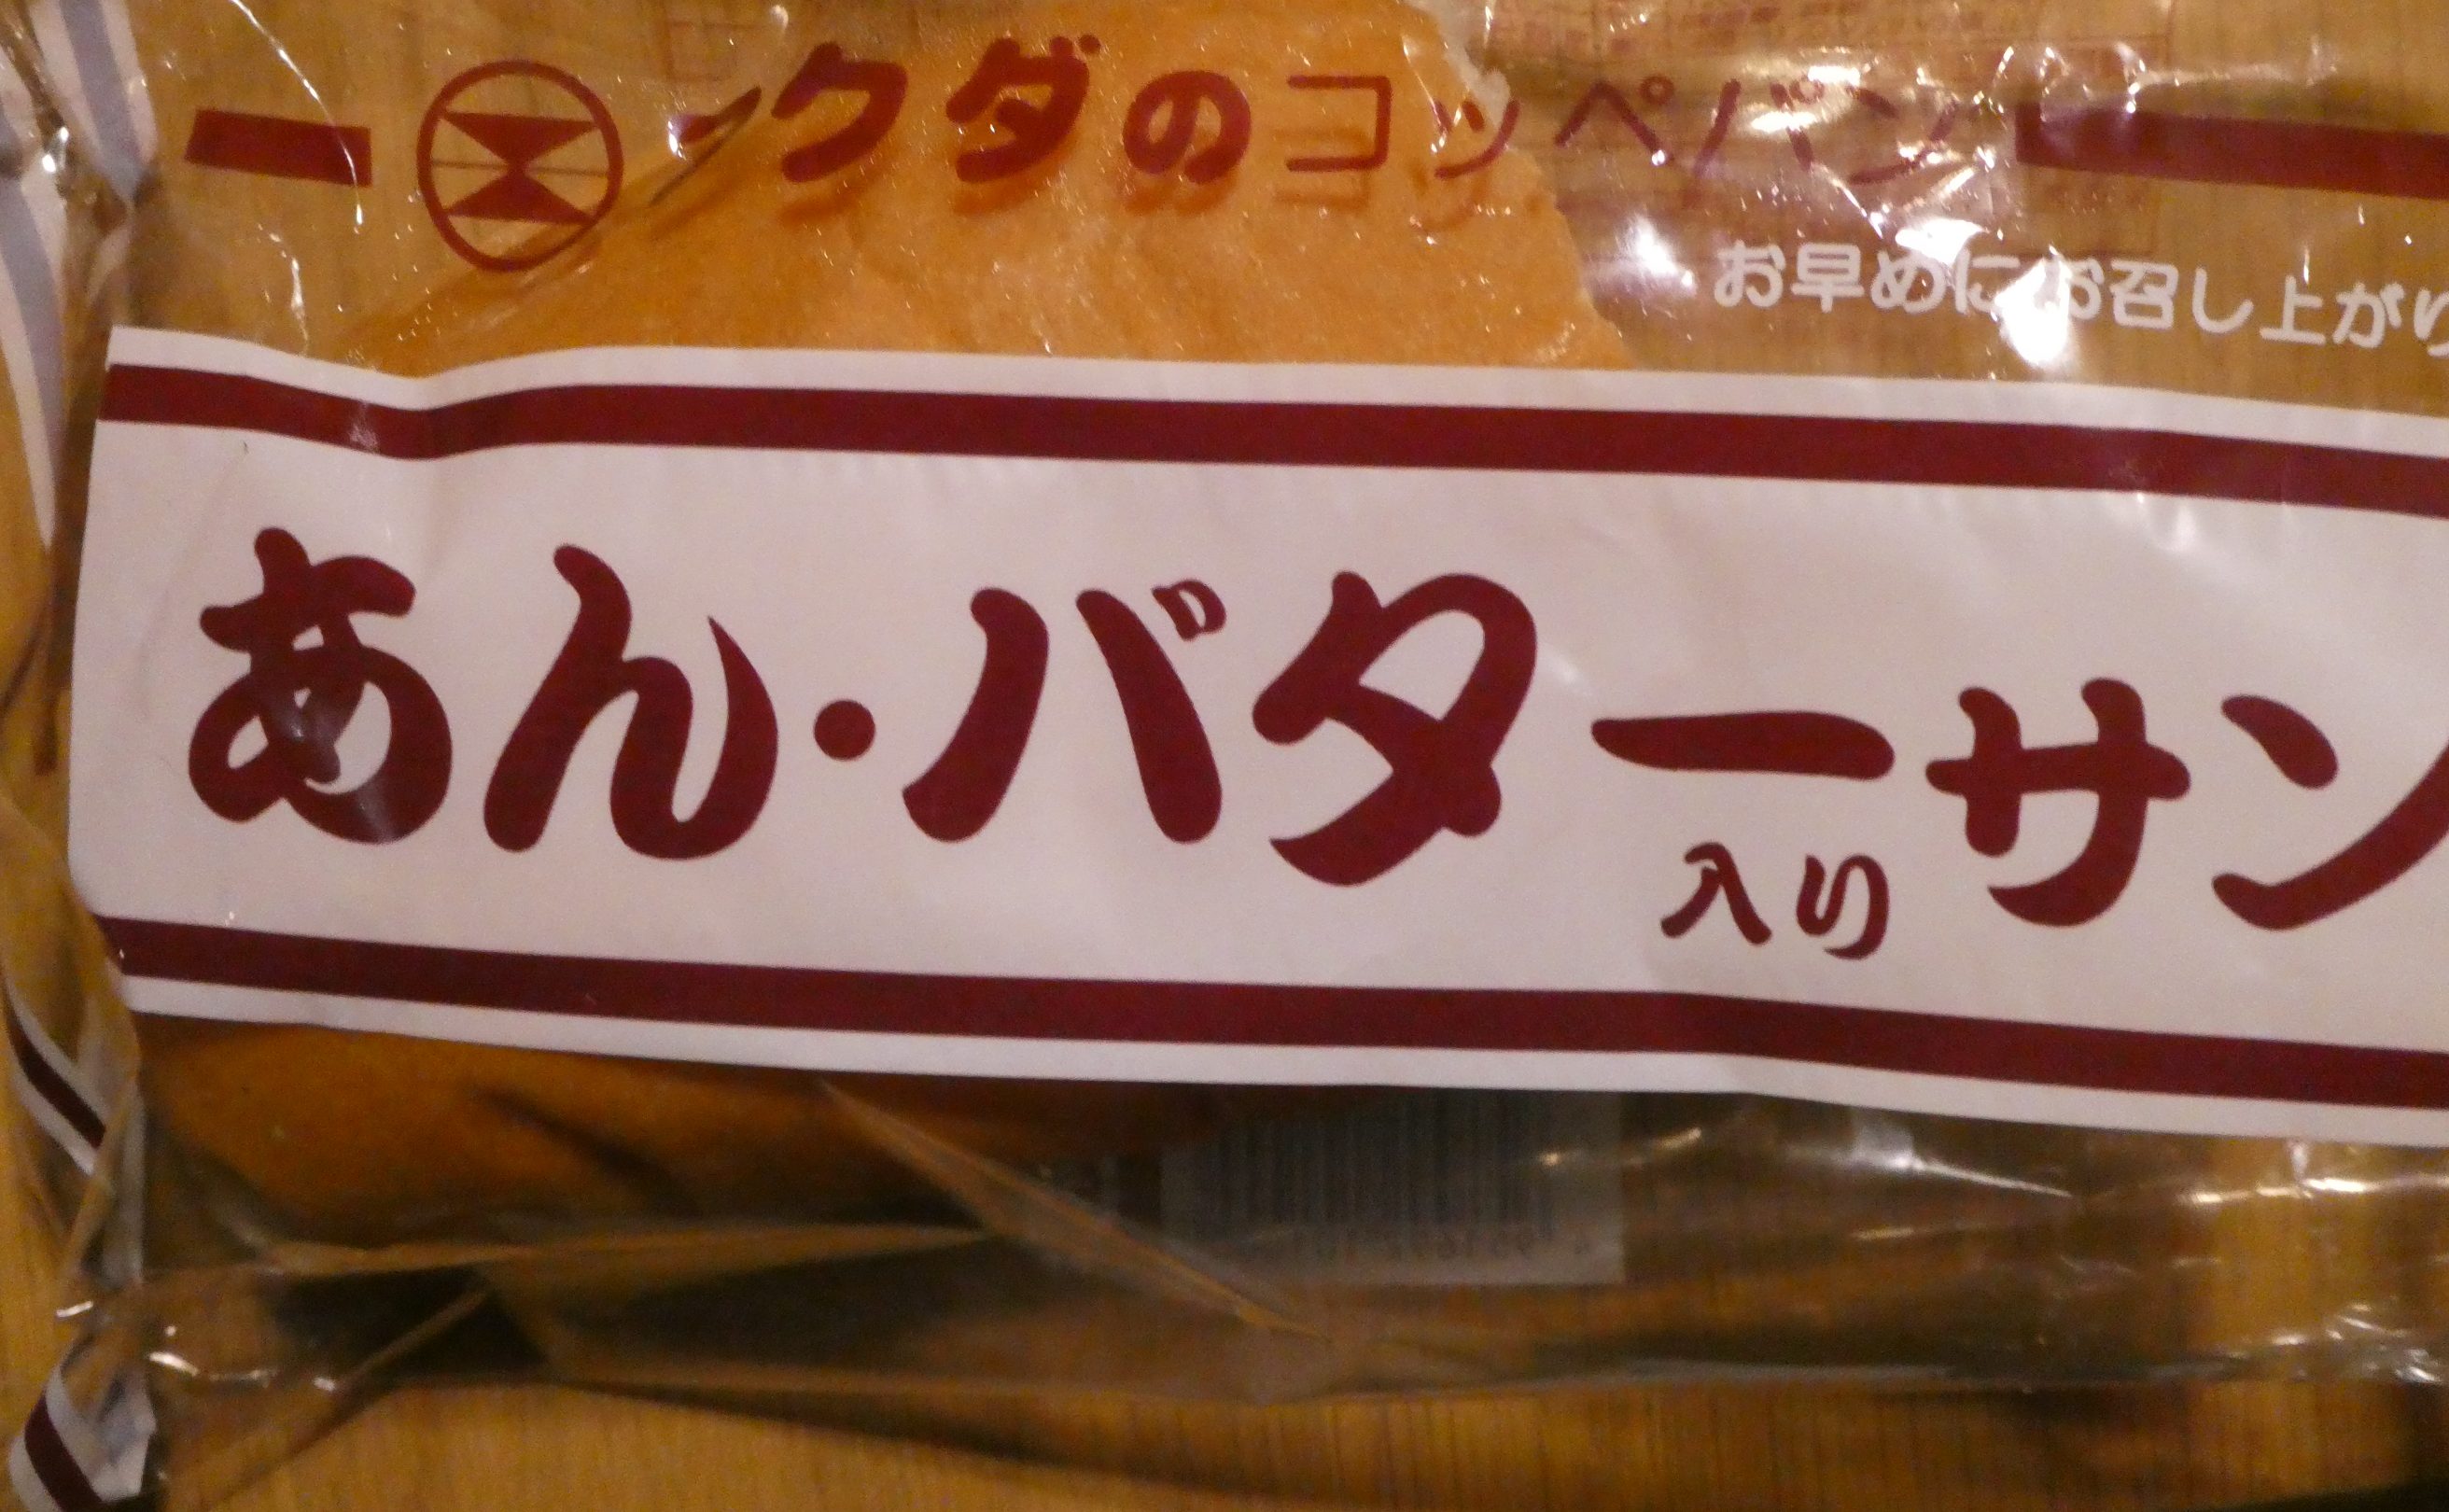 クダのコッペパン
お早めにお召し上がり
あん・バターサン
入り